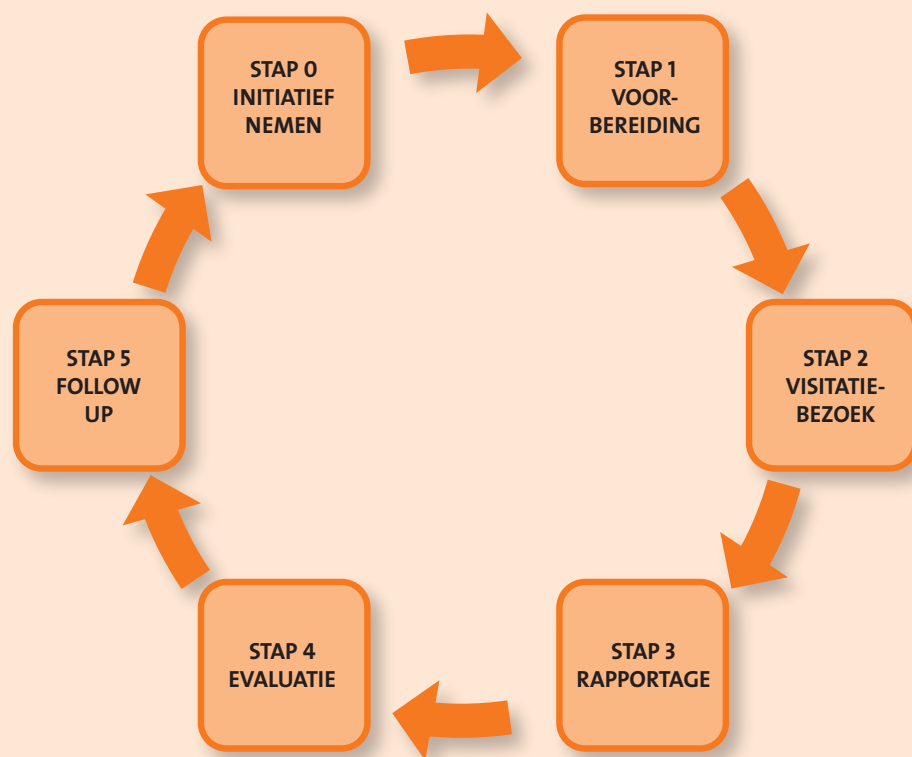 STAP 0
INITIATIEF
NEMEN
STAP 1
VOOR-
BEREIDING
STAP 2
VISITATIE-
BEZOEK
STAP 3
RAPPORTAGE
STAP 4
EVALUATIE
STAP 5
FOLLOW
UP